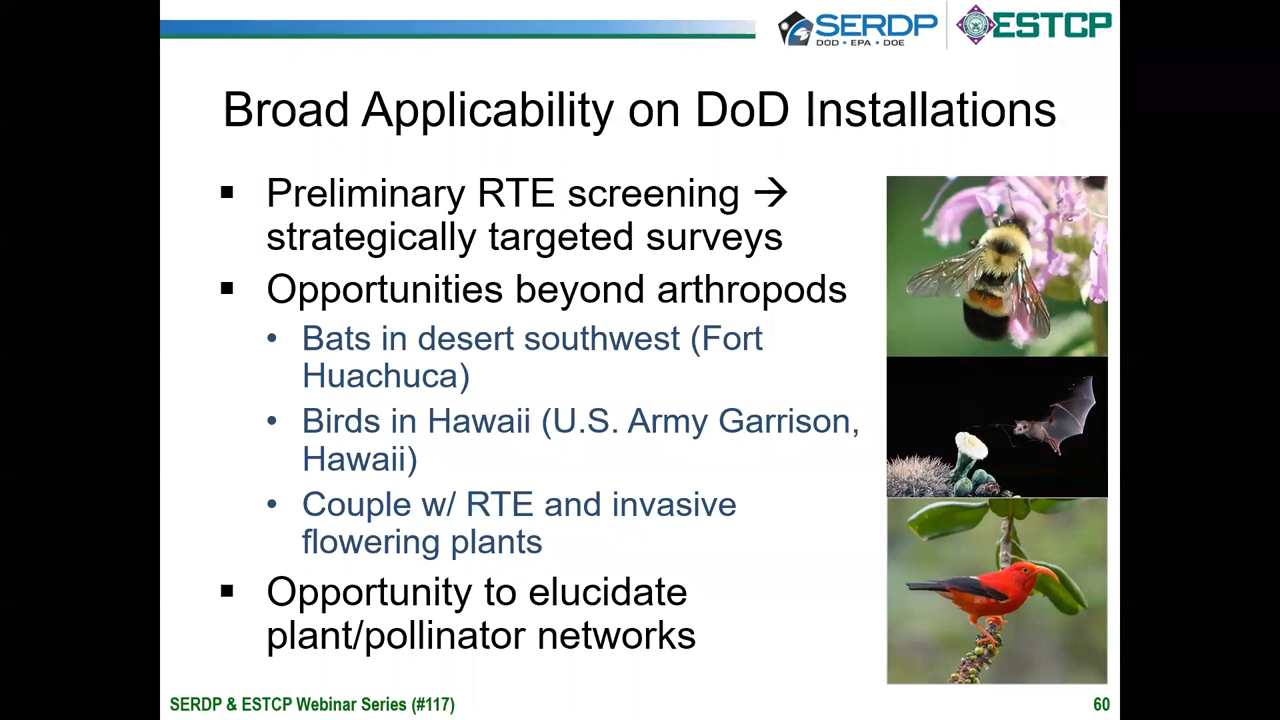 SERDP
DOD • EPA • DOE
ESTCP
Broad Applicability on DoD Installations
▪ Preliminary RTE screening →
strategically targeted surveys
▪ Opportunities beyond arthropods
• Bats in desert southwest (Fort
Huachuca)
• Birds in Hawaii (U.S. Army Garrison,
Hawaii)
• Couple w/ RTE and invasive
flowering plants
▪ Opportunity to elucidate
plant/pollinator networks
SERDP & ESTCP Webinar Series (#117)
60